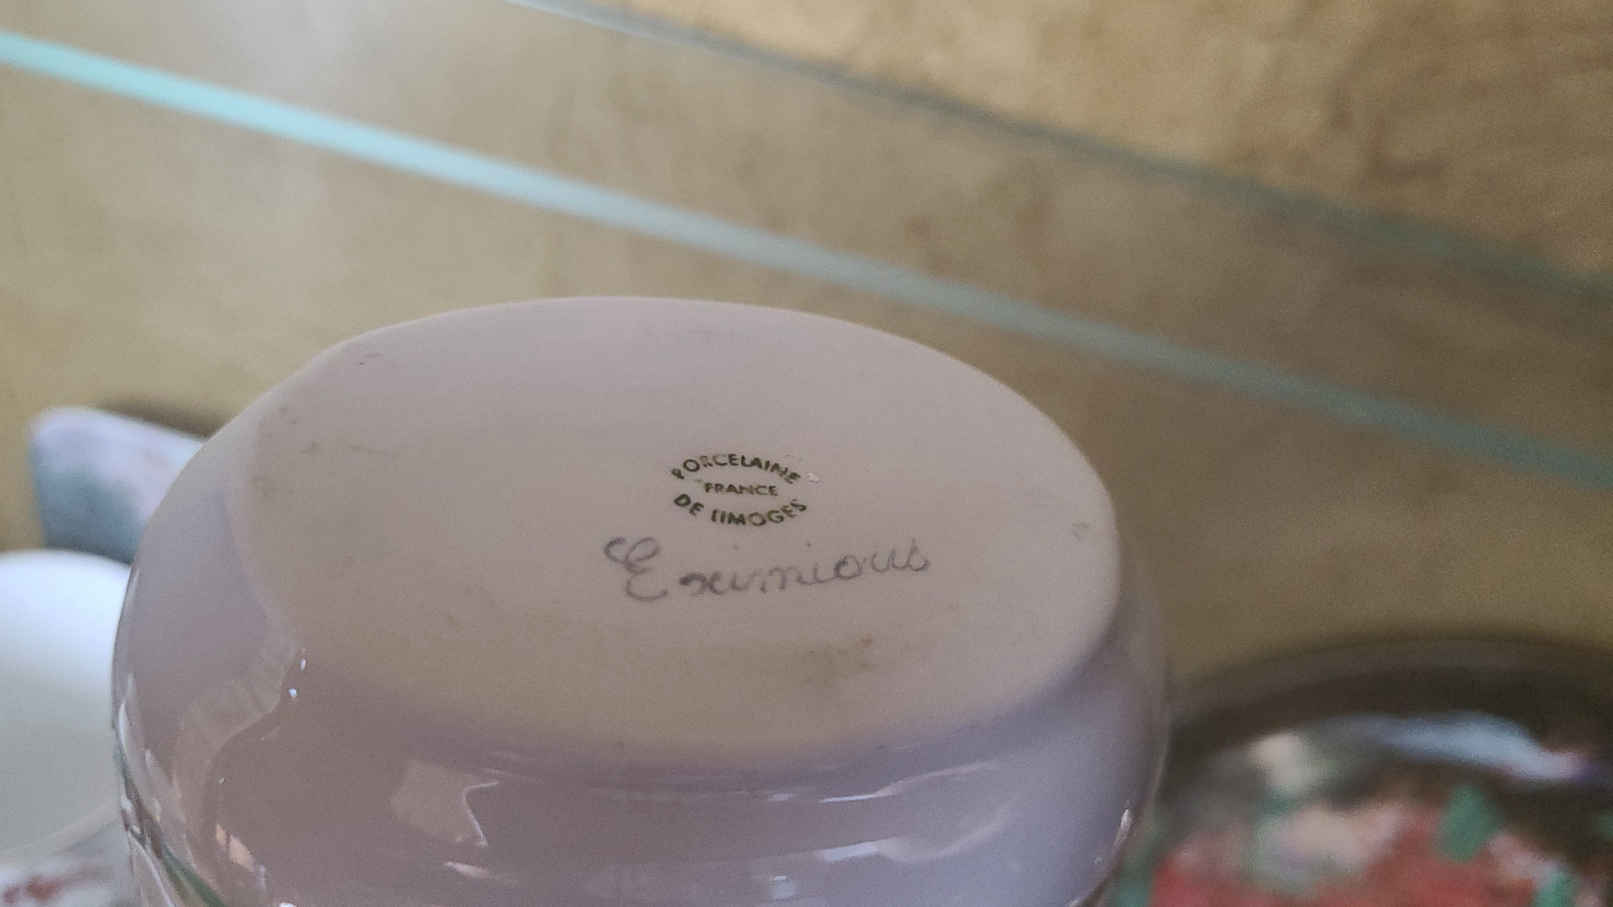 PORCELAINE
FRANCE
DE LIMOGES
Eximious